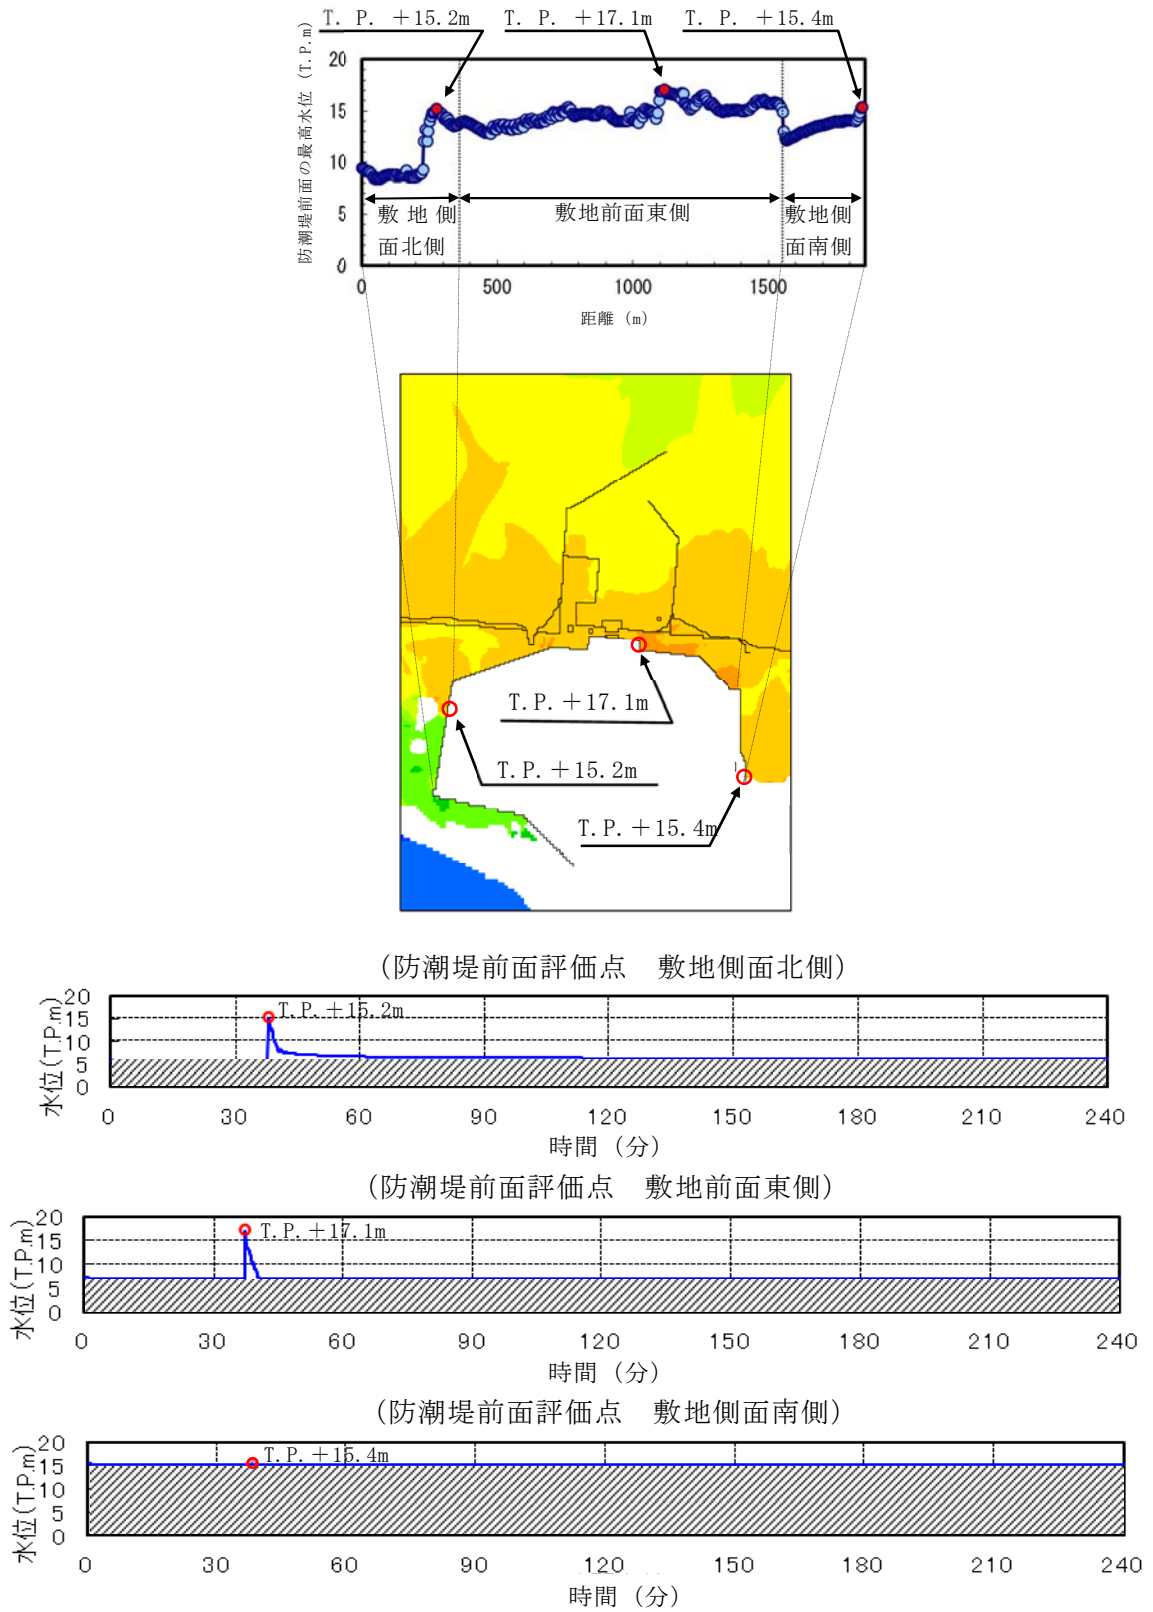 T. P. ＋15.2m T. P. ＋17.1m T. P. ＋15.4m
防潮堤前面の最高水位 (T.P.m)
20
15
10
5
0
敷地側面北側
敷地前面東側
敷地側面南側
0 500 1000 1500
距離 (m)
T.P.＋17.1m
T.P.＋15.2m
T.P.＋15.4m
(防潮堤前面評価点　敷地側面北側)
水位(T.P.m)
20
15
10
5
0
T.P.＋15.2m
0 30 60 90 120 150 180 210 240
時間 (分)
(防潮堤前面評価点　敷地前面東側)
水位(T.P.m)
20
15
10
5
0
T.P.＋17.1m
0 30 60 90 120 150 180 210 240
時間 (分)
(防潮堤前面評価点　敷地側面南側)
水位(T.P.m)
20
15
10
5
0
T.P.＋15.4m
0 30 60 90 120 150 180 210 240
時間 (分)